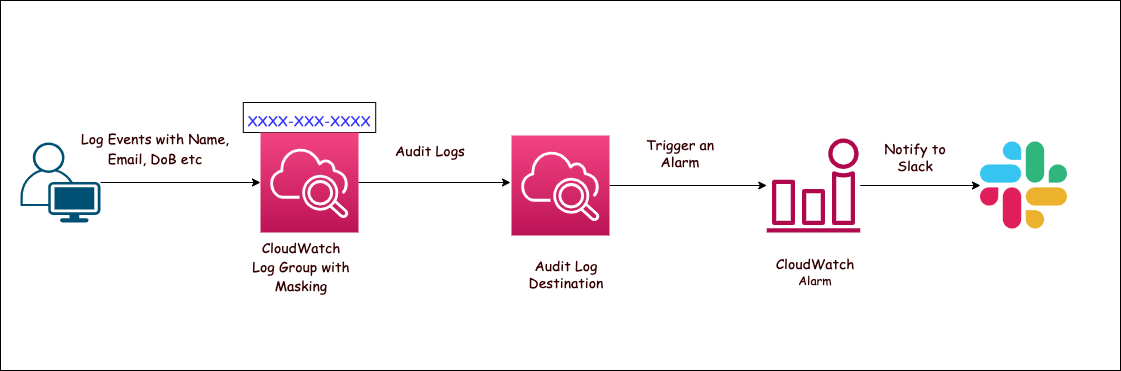 XXXX-XXX-XXXX
Log Events with Name,
Email, DoB etc
Audit Logs
Trigger an
Alarm
Notify to
Slack
CloudWatch
Log Group with
Masking
Audit Log
Destination
CloudWatch
Alarm